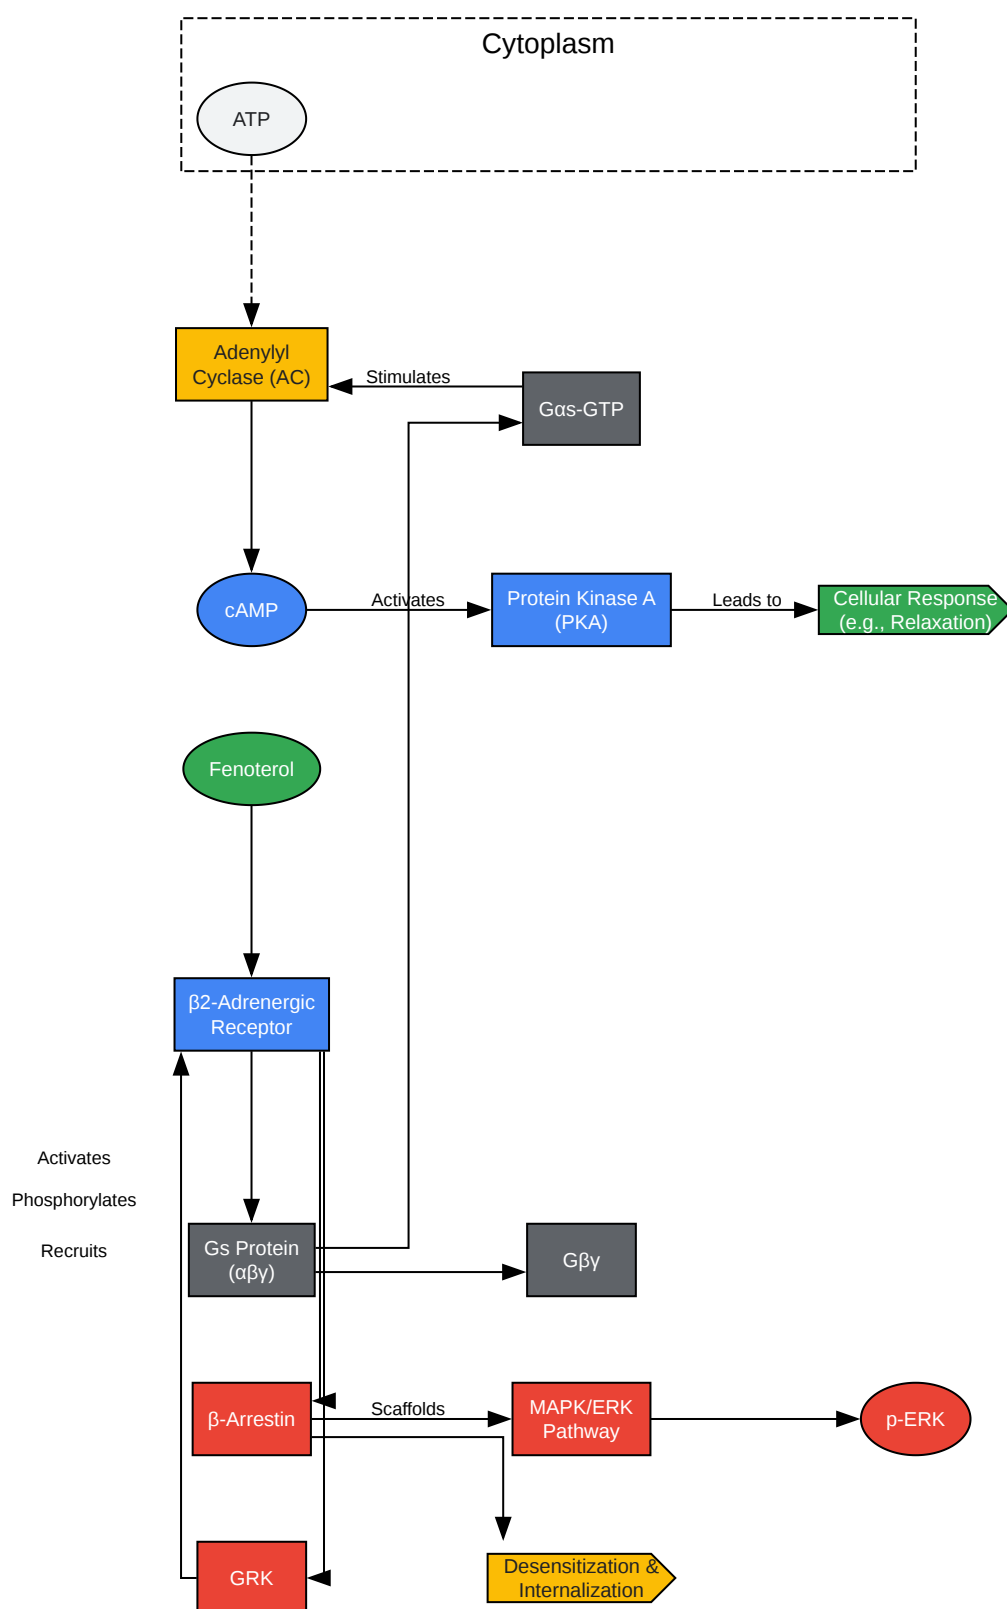 Cytoplasm
ATP
Adenylyl
Cyclase (AC)
Stimulates
Gαs-GTP
cAMP
Activates
Protein Kinase A
(PKA)
Leads to
Cellular Response
(e.g., Relaxation)
Fenoterol
β2-Adrenergic
Receptor
Activates
Phosphorylates
Recruits
Gs Protein
(αβγ)
Gβγ
β-Arrestin
Scaffolds
MAPK/ERK
Pathway
p-ERK
GRK
Desensitization &
Internalization